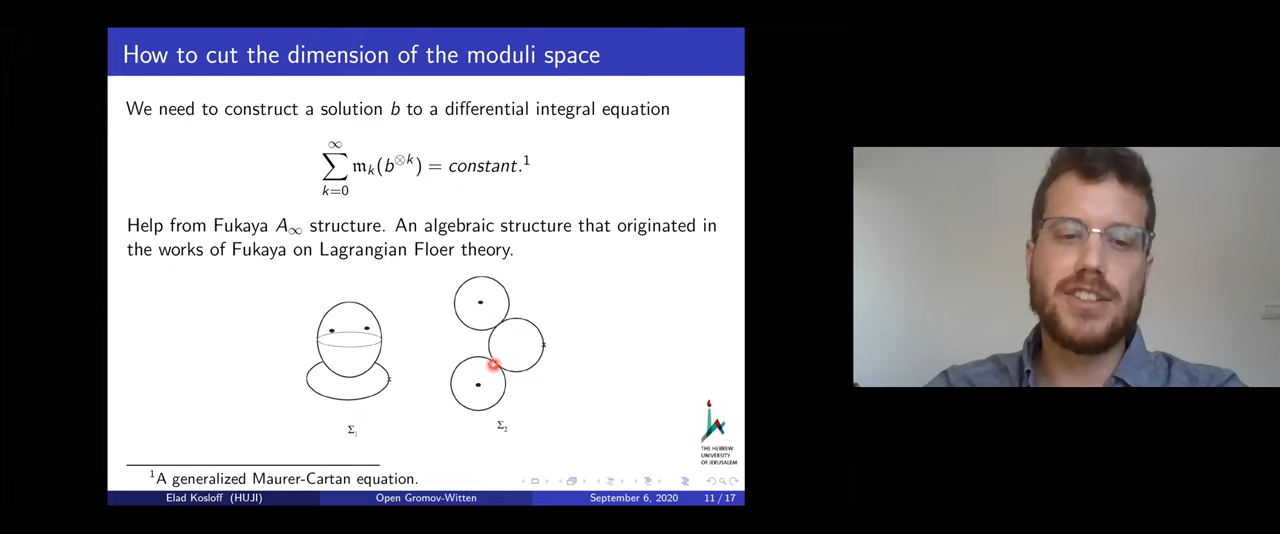 How to cut the dimension of the moduli space
We need to construct a solution b to a differential integral equation
∞
∑ 𝔪ₖ(b^⊗k) = constant.¹
k=0
Help from Fukaya A∞ structure. An algebraic structure that originated in
the works of Fukaya on Lagrangian Floer theory.
Σ₁
Σ₂
THE HEBREW
UNIVERSITY
OF JERUSALEM
¹A generalized Maurer-Cartan equation.
Elad Kosloff (HUJI) Open Gromov-Witten September 6, 2020 11 / 17